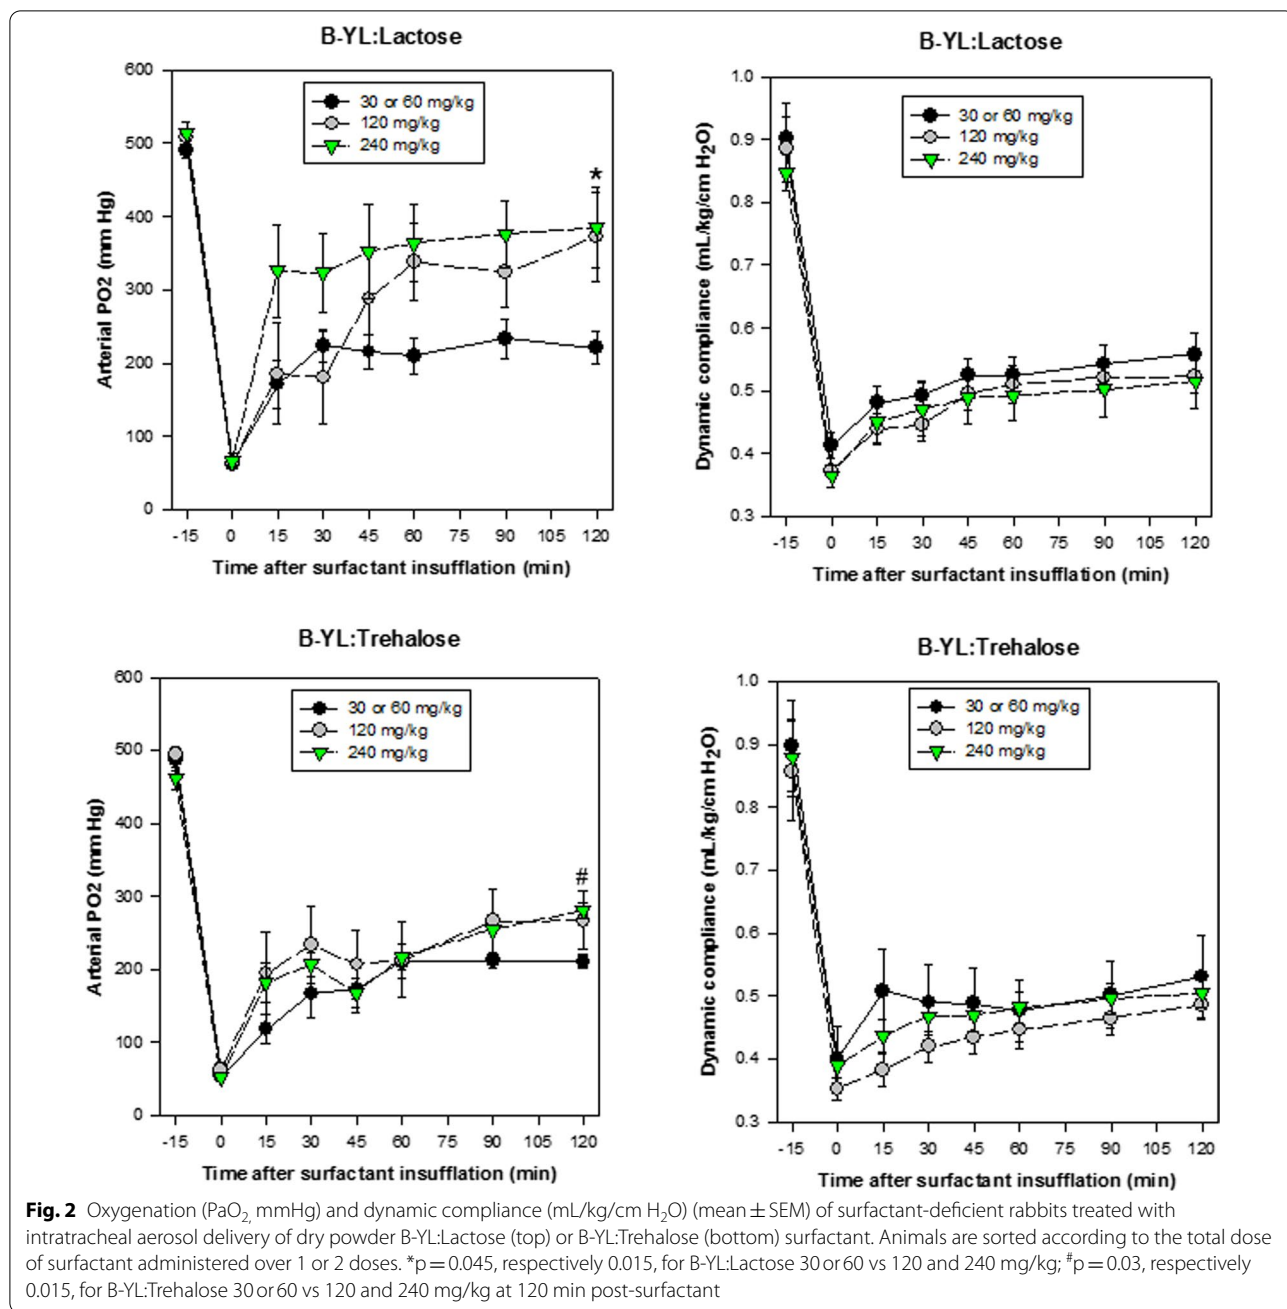 B-YL:Lactose
600
500
400
300
200
100
0
Arterial PO2 (mm Hg)
30 or 60 mg/kg
120 mg/kg
240 mg/kg
*
-15 0 15 30 45 60 75 90 105 120
Time after surfactant insufflation (min)
B-YL:Lactose
1.0
0.9
0.8
0.7
0.6
0.5
0.4
0.3
Dynamic compliance (mL/kg/cm H₂O)
30 or 60 mg/kg
120 mg/kg
240 mg/kg
-15 0 15 30 45 60 75 90 105 120
Time after surfactant insufflation (min)
B-YL:Trehalose
600
500
400
300
200
100
0
Arterial PO2 (mm Hg)
30 or 60 mg/kg
120 mg/kg
240 mg/kg
#
-15 0 15 30 45 60 75 90 105 120
Time after surfactant insufflation (min)
B-YL:Trehalose
1.0
0.9
0.8
0.7
0.6
0.5
0.4
0.3
Dynamic compliance (mL/kg/cm H₂O)
30 or 60 mg/kg
120 mg/kg
240 mg/kg
-15 0 15 30 45 60 75 90 105 120
Time after surfactant insufflation (min)
Fig. 2 Oxygenation (PaO₂, mmHg) and dynamic compliance (mL/kg/cm H₂O) (mean ± SEM) of surfactant-deficient rabbits treated with
intratracheal aerosol delivery of dry powder B-YL:Lactose (top) or B-YL:Trehalose (bottom) surfactant. Animals are sorted according to the total dose
of surfactant administered over 1 or 2 doses. *p = 0.045, respectively 0.015, for B-YL:Lactose 30 or 60 vs 120 and 240 mg/kg; #p = 0.03, respectively
0.015, for B-YL:Trehalose 30 or 60 vs 120 and 240 mg/kg at 120 min post-surfactant